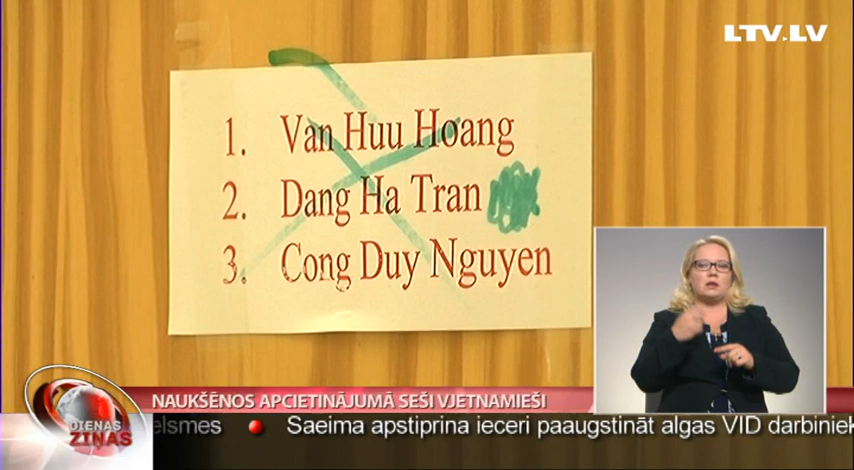 LTV.LV
1. Van Huu Hoang
2. Dang Ha Tran
3. Cong Duy Nguyen
NAUKŠĒNOS APCIETINĀJUMĀ SEŠI VJETNAMIEŠI
DIENAS
ZIŅAS
elsmes • Saeima apstiprina ieceri paaugstināt algas VID darbiniek